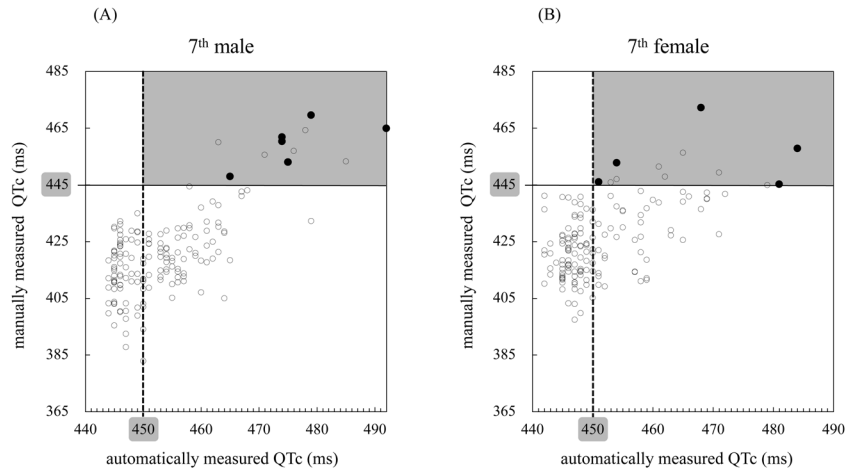 (A)
7th male
485
465
445
425
405
385
365
manually measured QTc (ms)
440 450 460 470 480 490
automatically measured QTc (ms)
(B)
7th female
485
465
445
425
405
385
365
manually measured QTc (ms)
440 450 460 470 480 490
automatically measured QTc (ms)